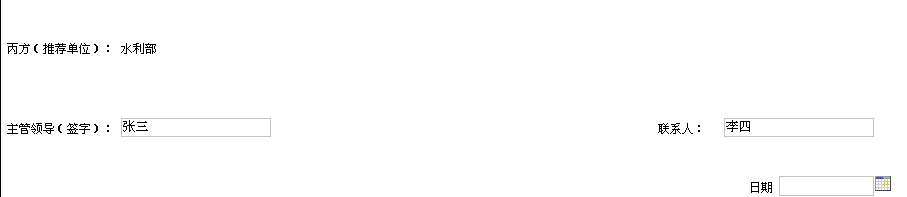 丙方（推荐单位）： 水利部
主管领导（签字）： 张三 联系人： 李四
日期